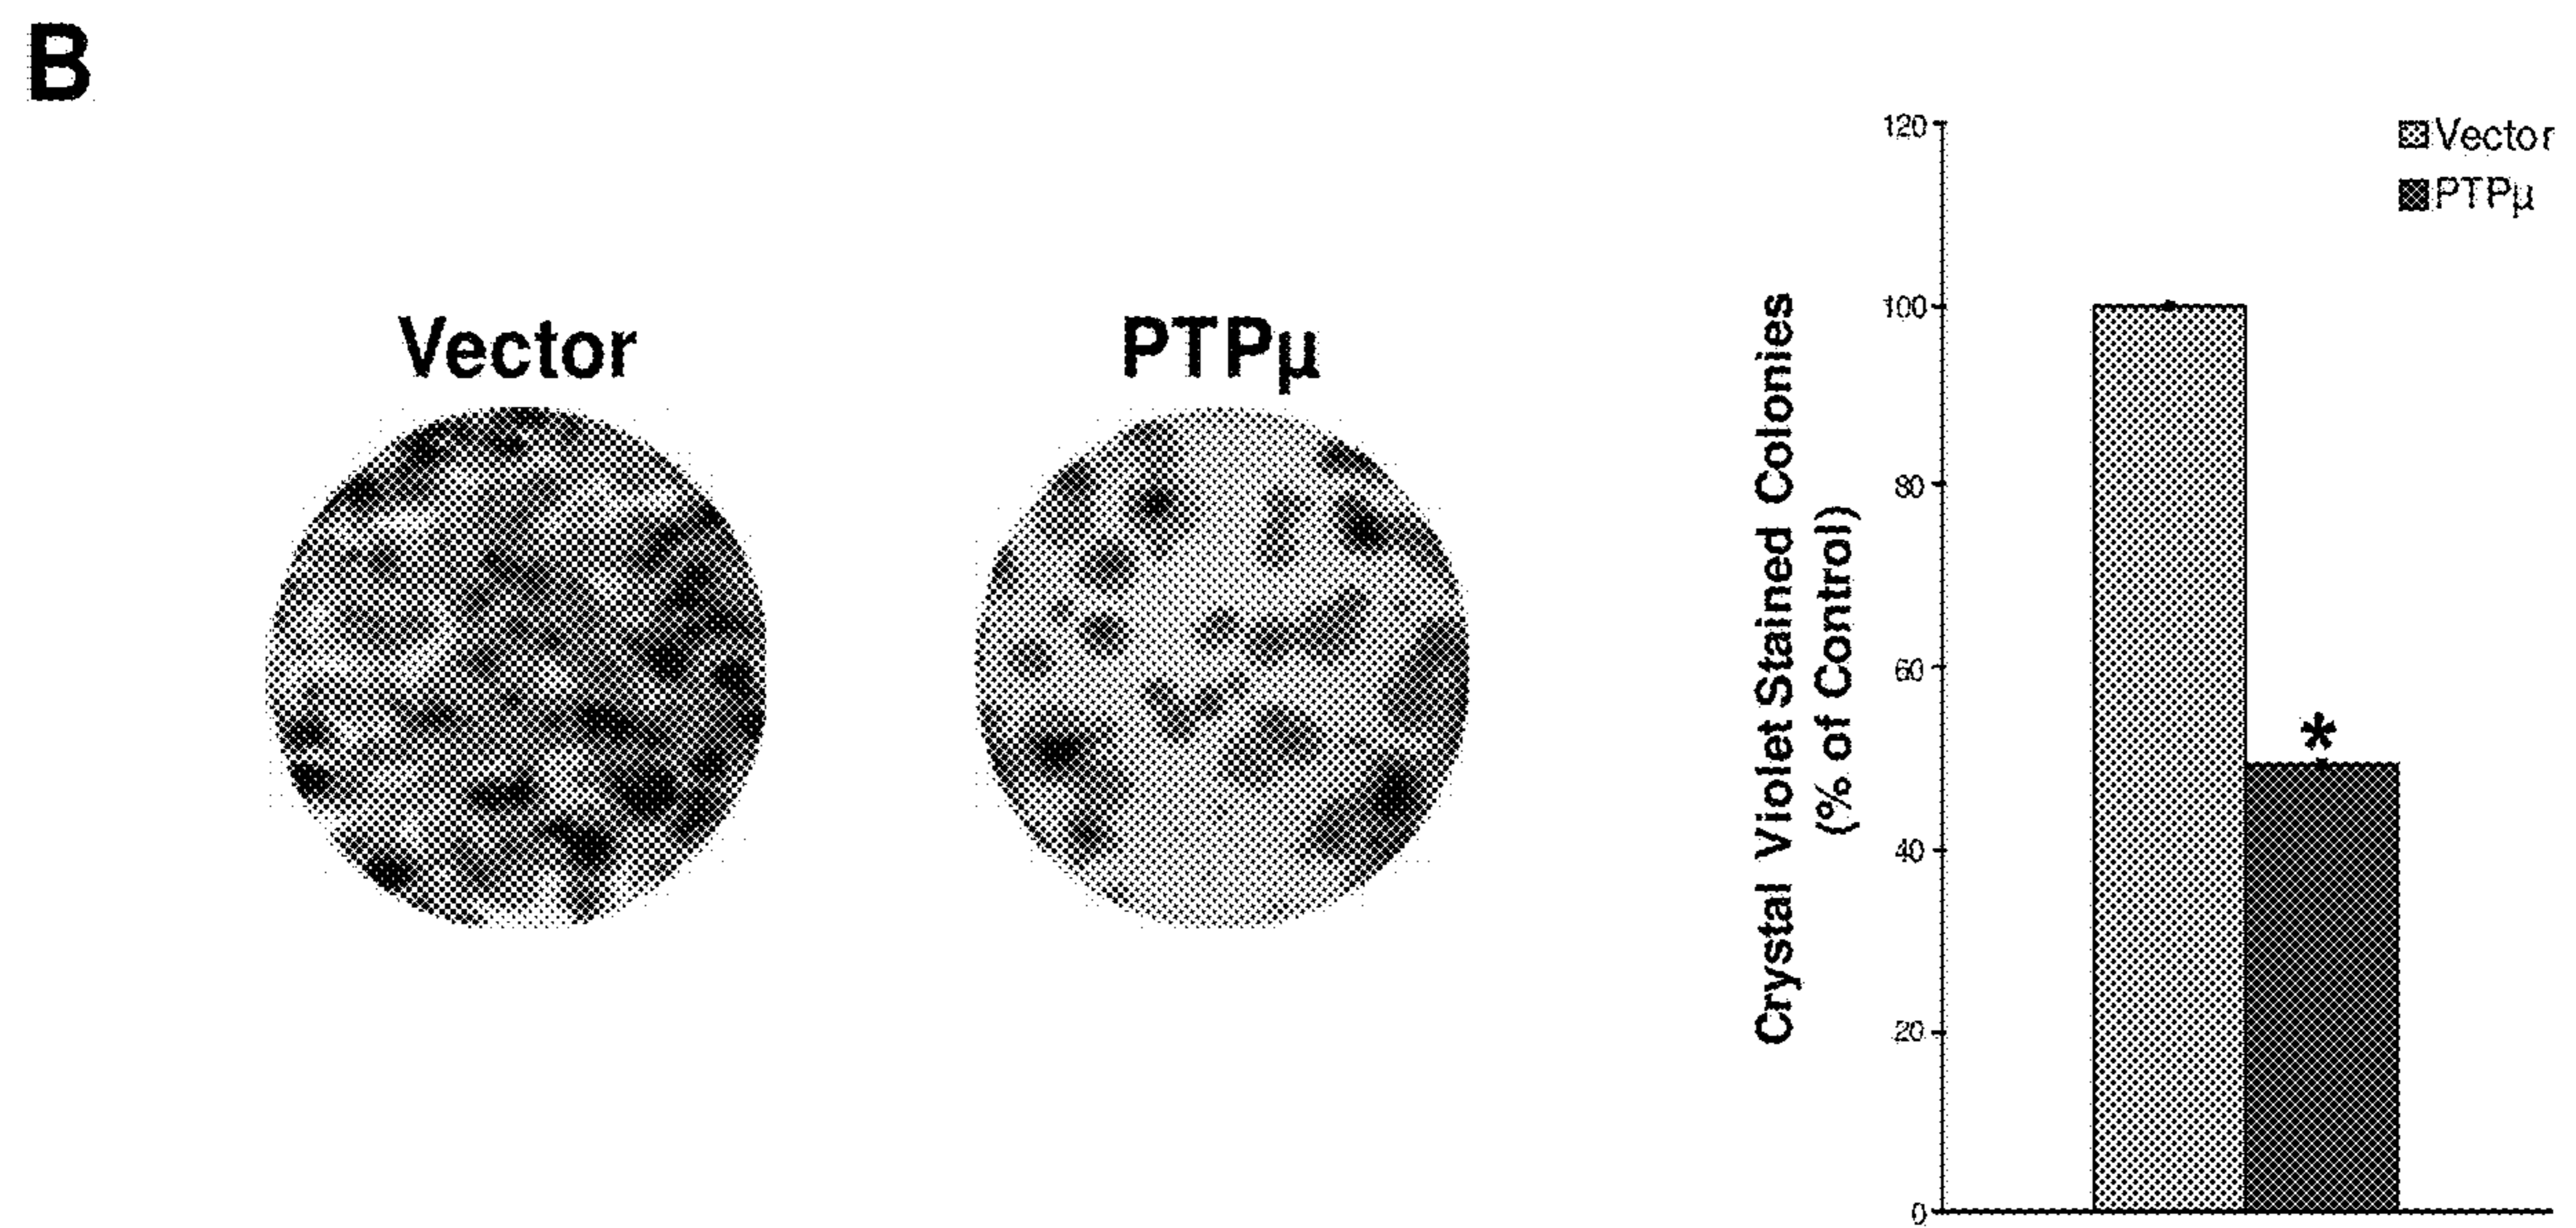 B
Vector
PTPμ
Crystal Violet Stained Colonies
(% of Control)
120
100
80
60
40
20
0
*
Vector
PTPμ